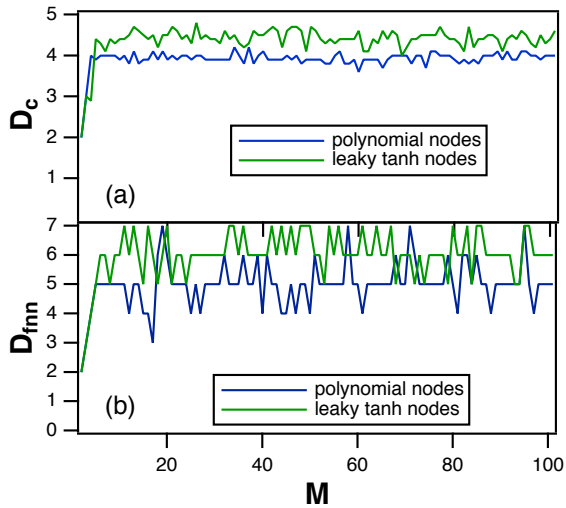 5
4
3
2
1
D_c
polynomial nodes
leaky tanh nodes
(a)
7
6
5
4
3
2
1
0
D_fnn
polynomial nodes
leaky tanh nodes
(b)
20 40 60 80 100
M